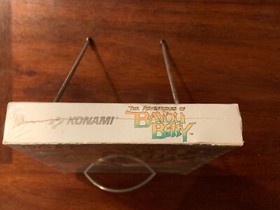 KONAMI
THE ADVENTURES OF
BAYOU
BILLY